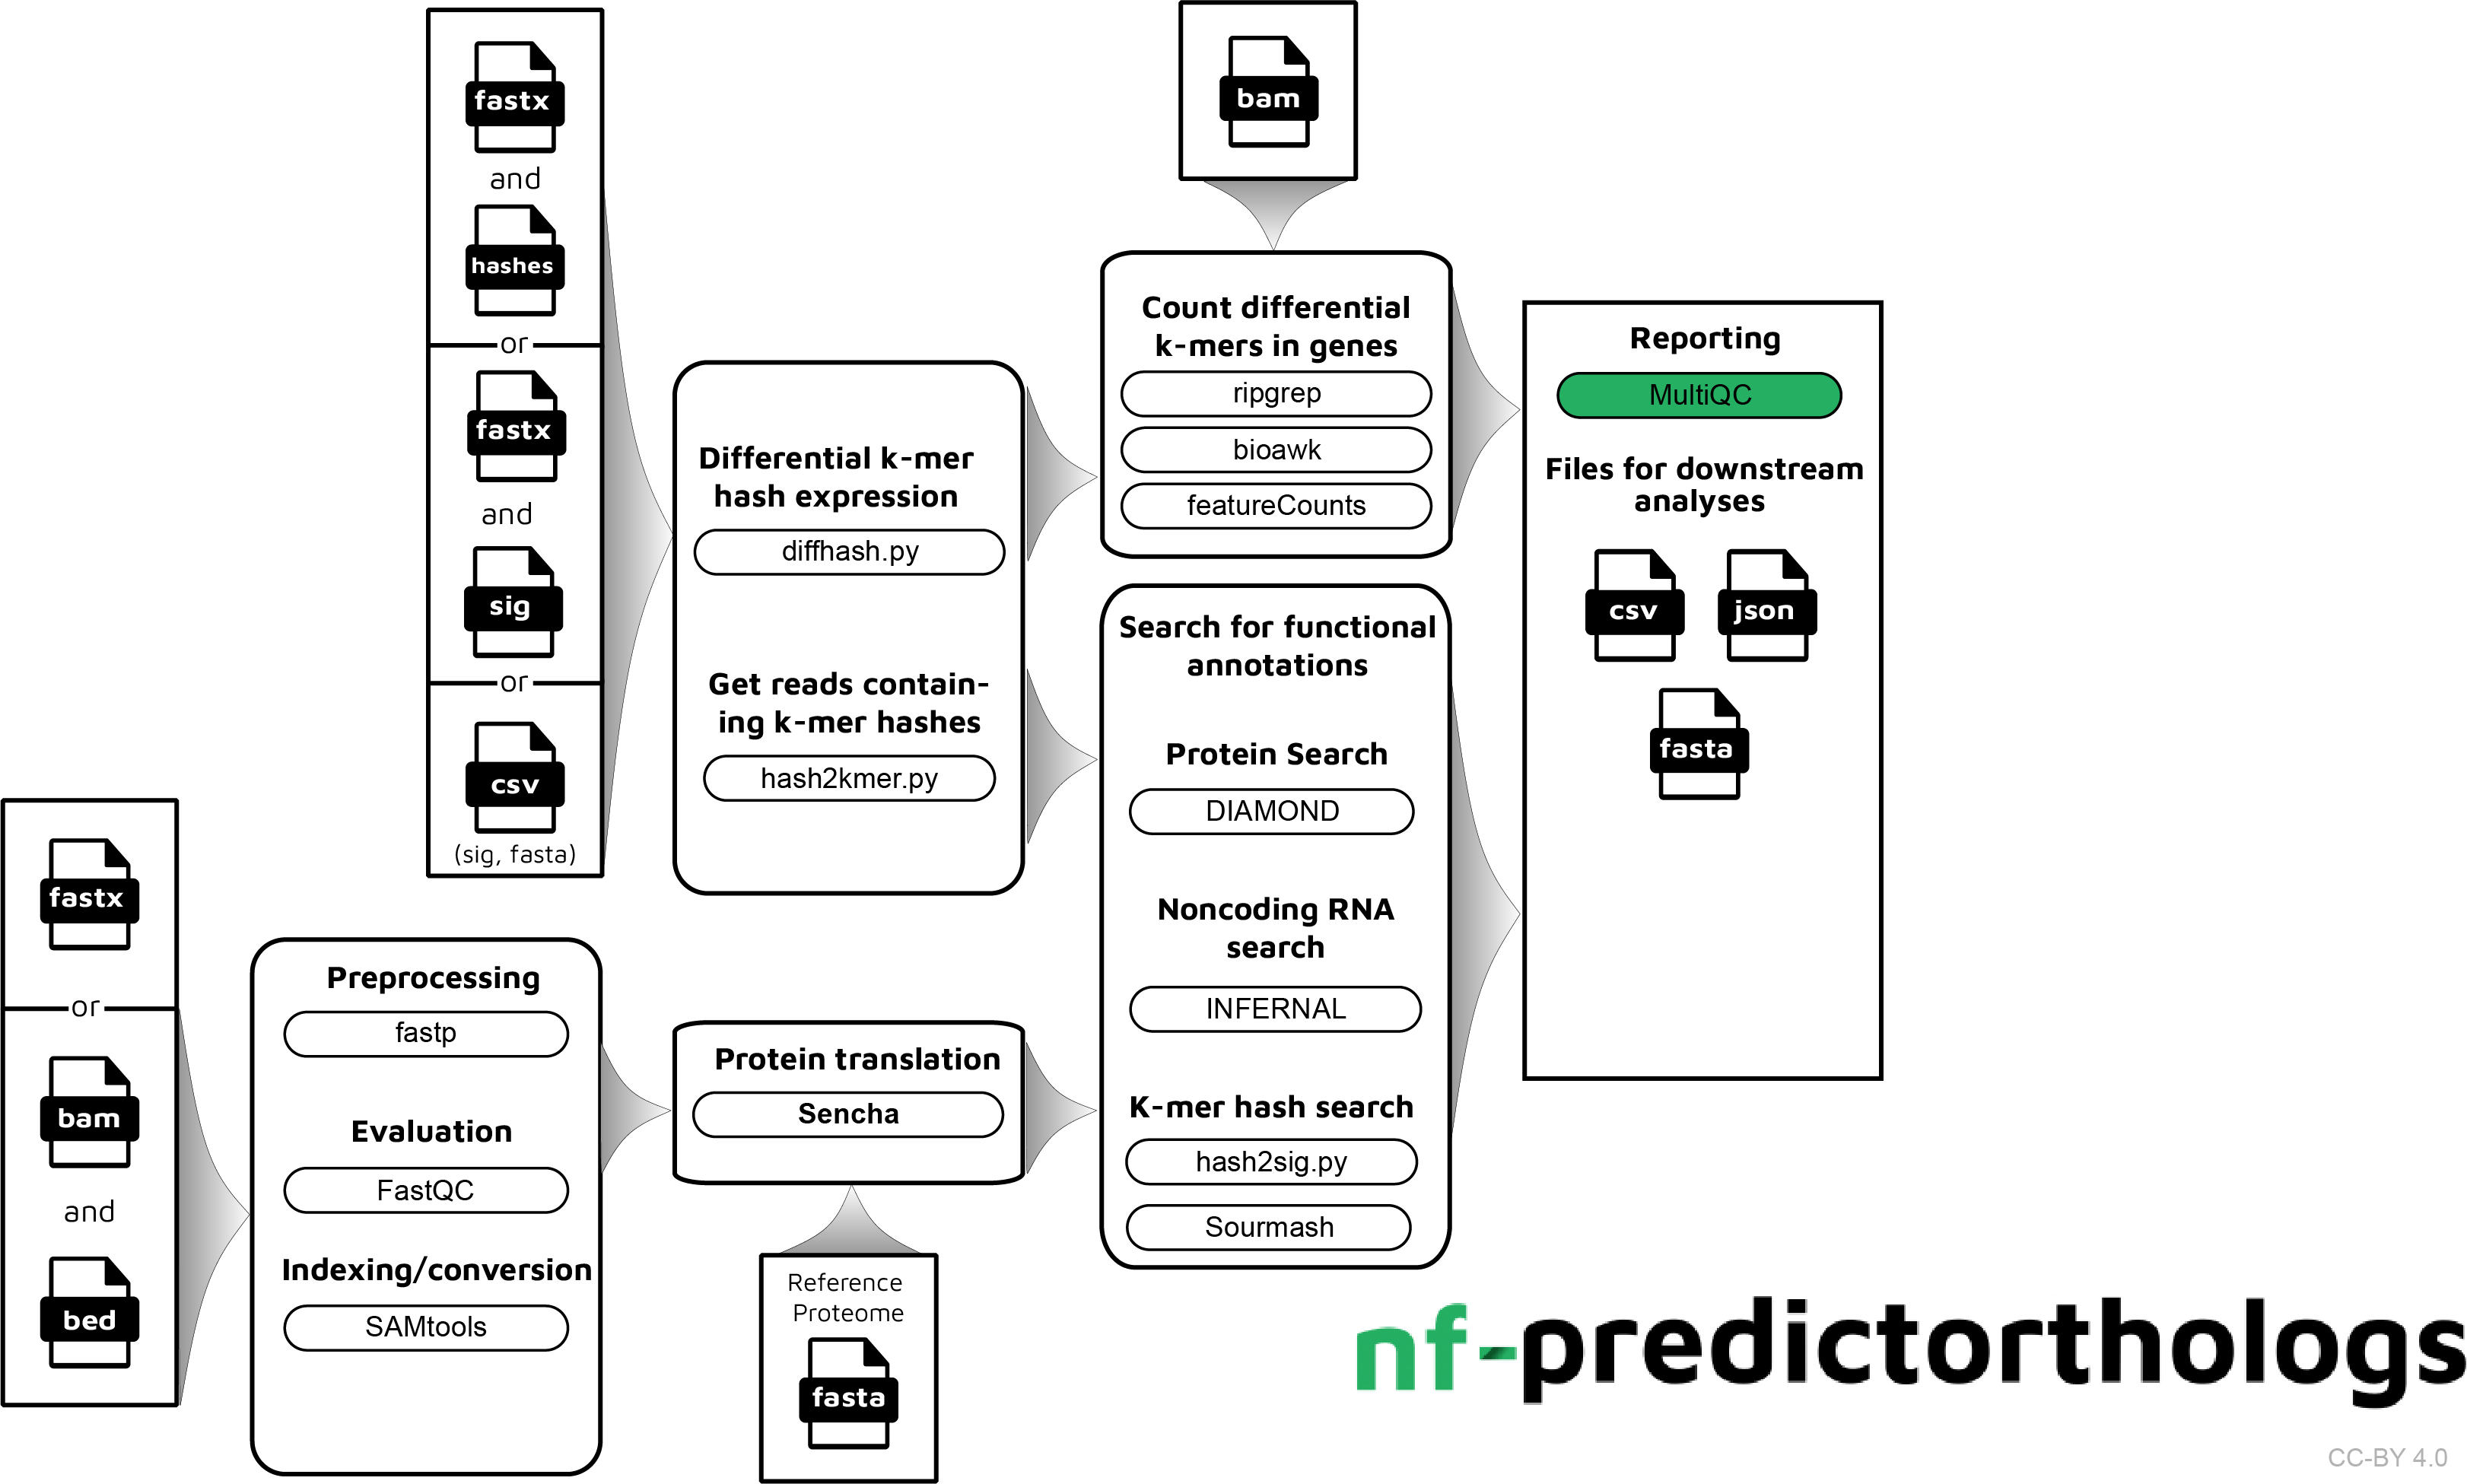 fastx
and
hashes
or
fastx
and
sig
or
csv
(sig, fasta)
fastx
or
bam
and
bed
Preprocessing
fastp
Evaluation
FastQC
Indexing/conversion
SAMtools
Differential k-mer
hash expression
diffhash.py
Get reads contain-
ing k-mer hashes
hash2kmer.py
Protein translation
Sencha
Reference
Proteome
fasta
bam
Count differential
k-mers in genes
ripgrep
bioawk
featureCounts
Search for functional
annotations
Protein Search
DIAMOND
Noncoding RNA
search
INFERNAL
K-mer hash search
hash2sig.py
Sourmash
Reporting
MultiQC
Files for downstream
analyses
csv
json
fasta
nf-predictorthologs
CC-BY 4.0